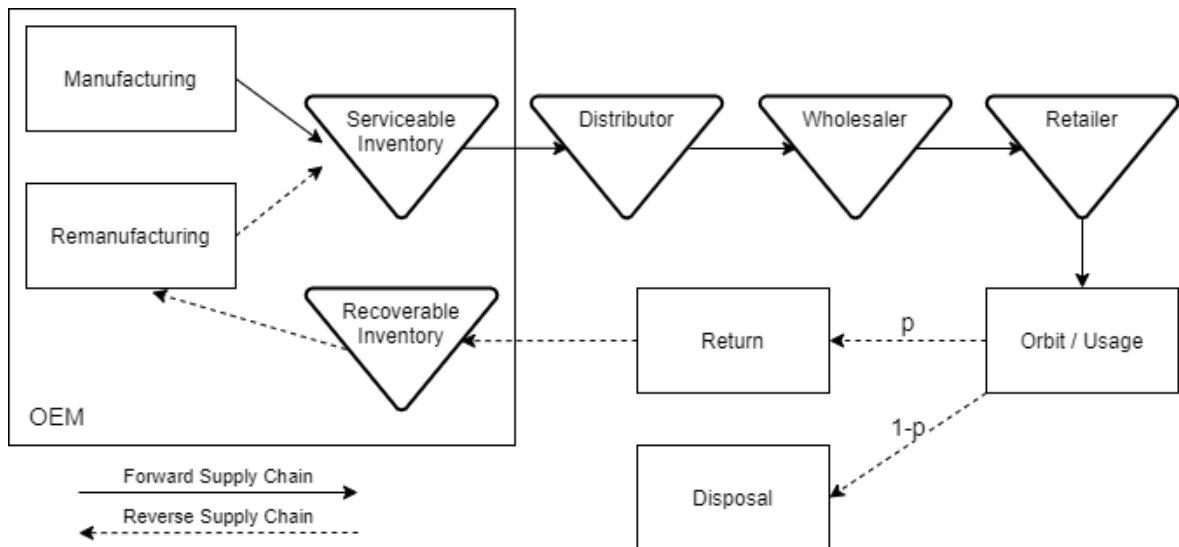 Manufacturing
Serviceable
Inventory
Distributor
Wholesaler
Retailer
Remanufacturing
Recoverable
Inventory
Return
p
Orbit / Usage
OEM
1-p
Disposal
Forward Supply Chain
Reverse Supply Chain